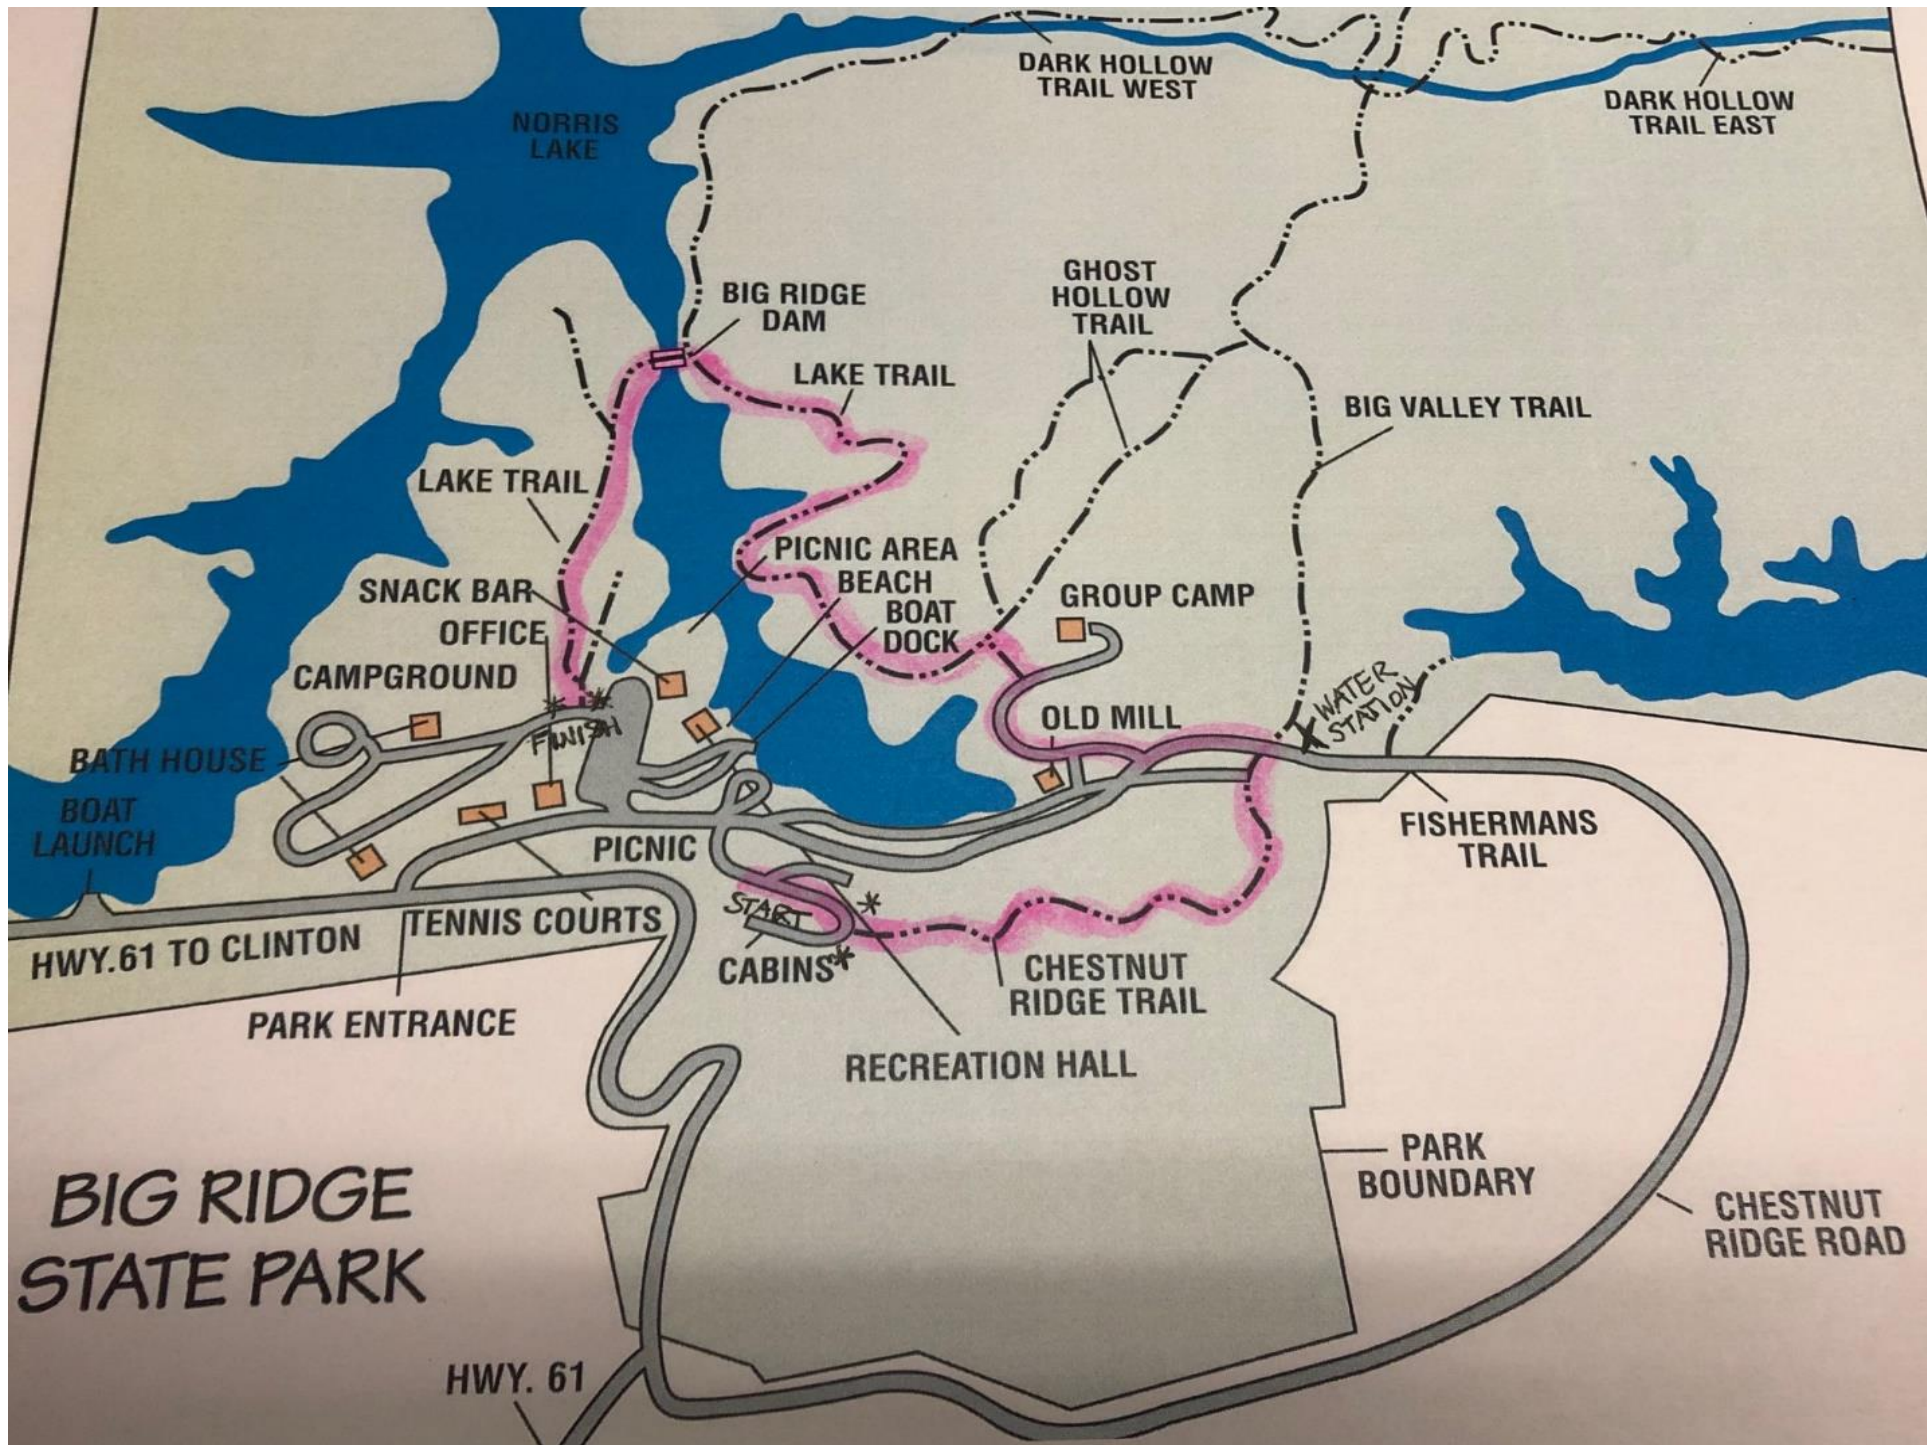 DARK HOLLOW
TRAIL WEST
DARK HOLLOW
TRAIL EAST
NORRIS
LAKE
BIG RIDGE
DAM
GHOST
HOLLOW
TRAIL
LAKE TRAIL
BIG VALLEY TRAIL
LAKE TRAIL
PICNIC AREA
BEACH
BOAT
DOCK
SNACK BAR
OFFICE
CAMPGROUND
GROUP CAMP
WATER
STATION
OLD MILL
FINISH
BATH HOUSE
BOAT
LAUNCH
PICNIC
FISHERMANS
TRAIL
START
TENNIS COURTS
HWY. 61 TO CLINTON
CABINS
CHESTNUT
RIDGE TRAIL
PARK ENTRANCE
RECREATION HALL
PARK
BOUNDARY
BIG RIDGE
STATE PARK
CHESTNUT
RIDGE ROAD
HWY. 61